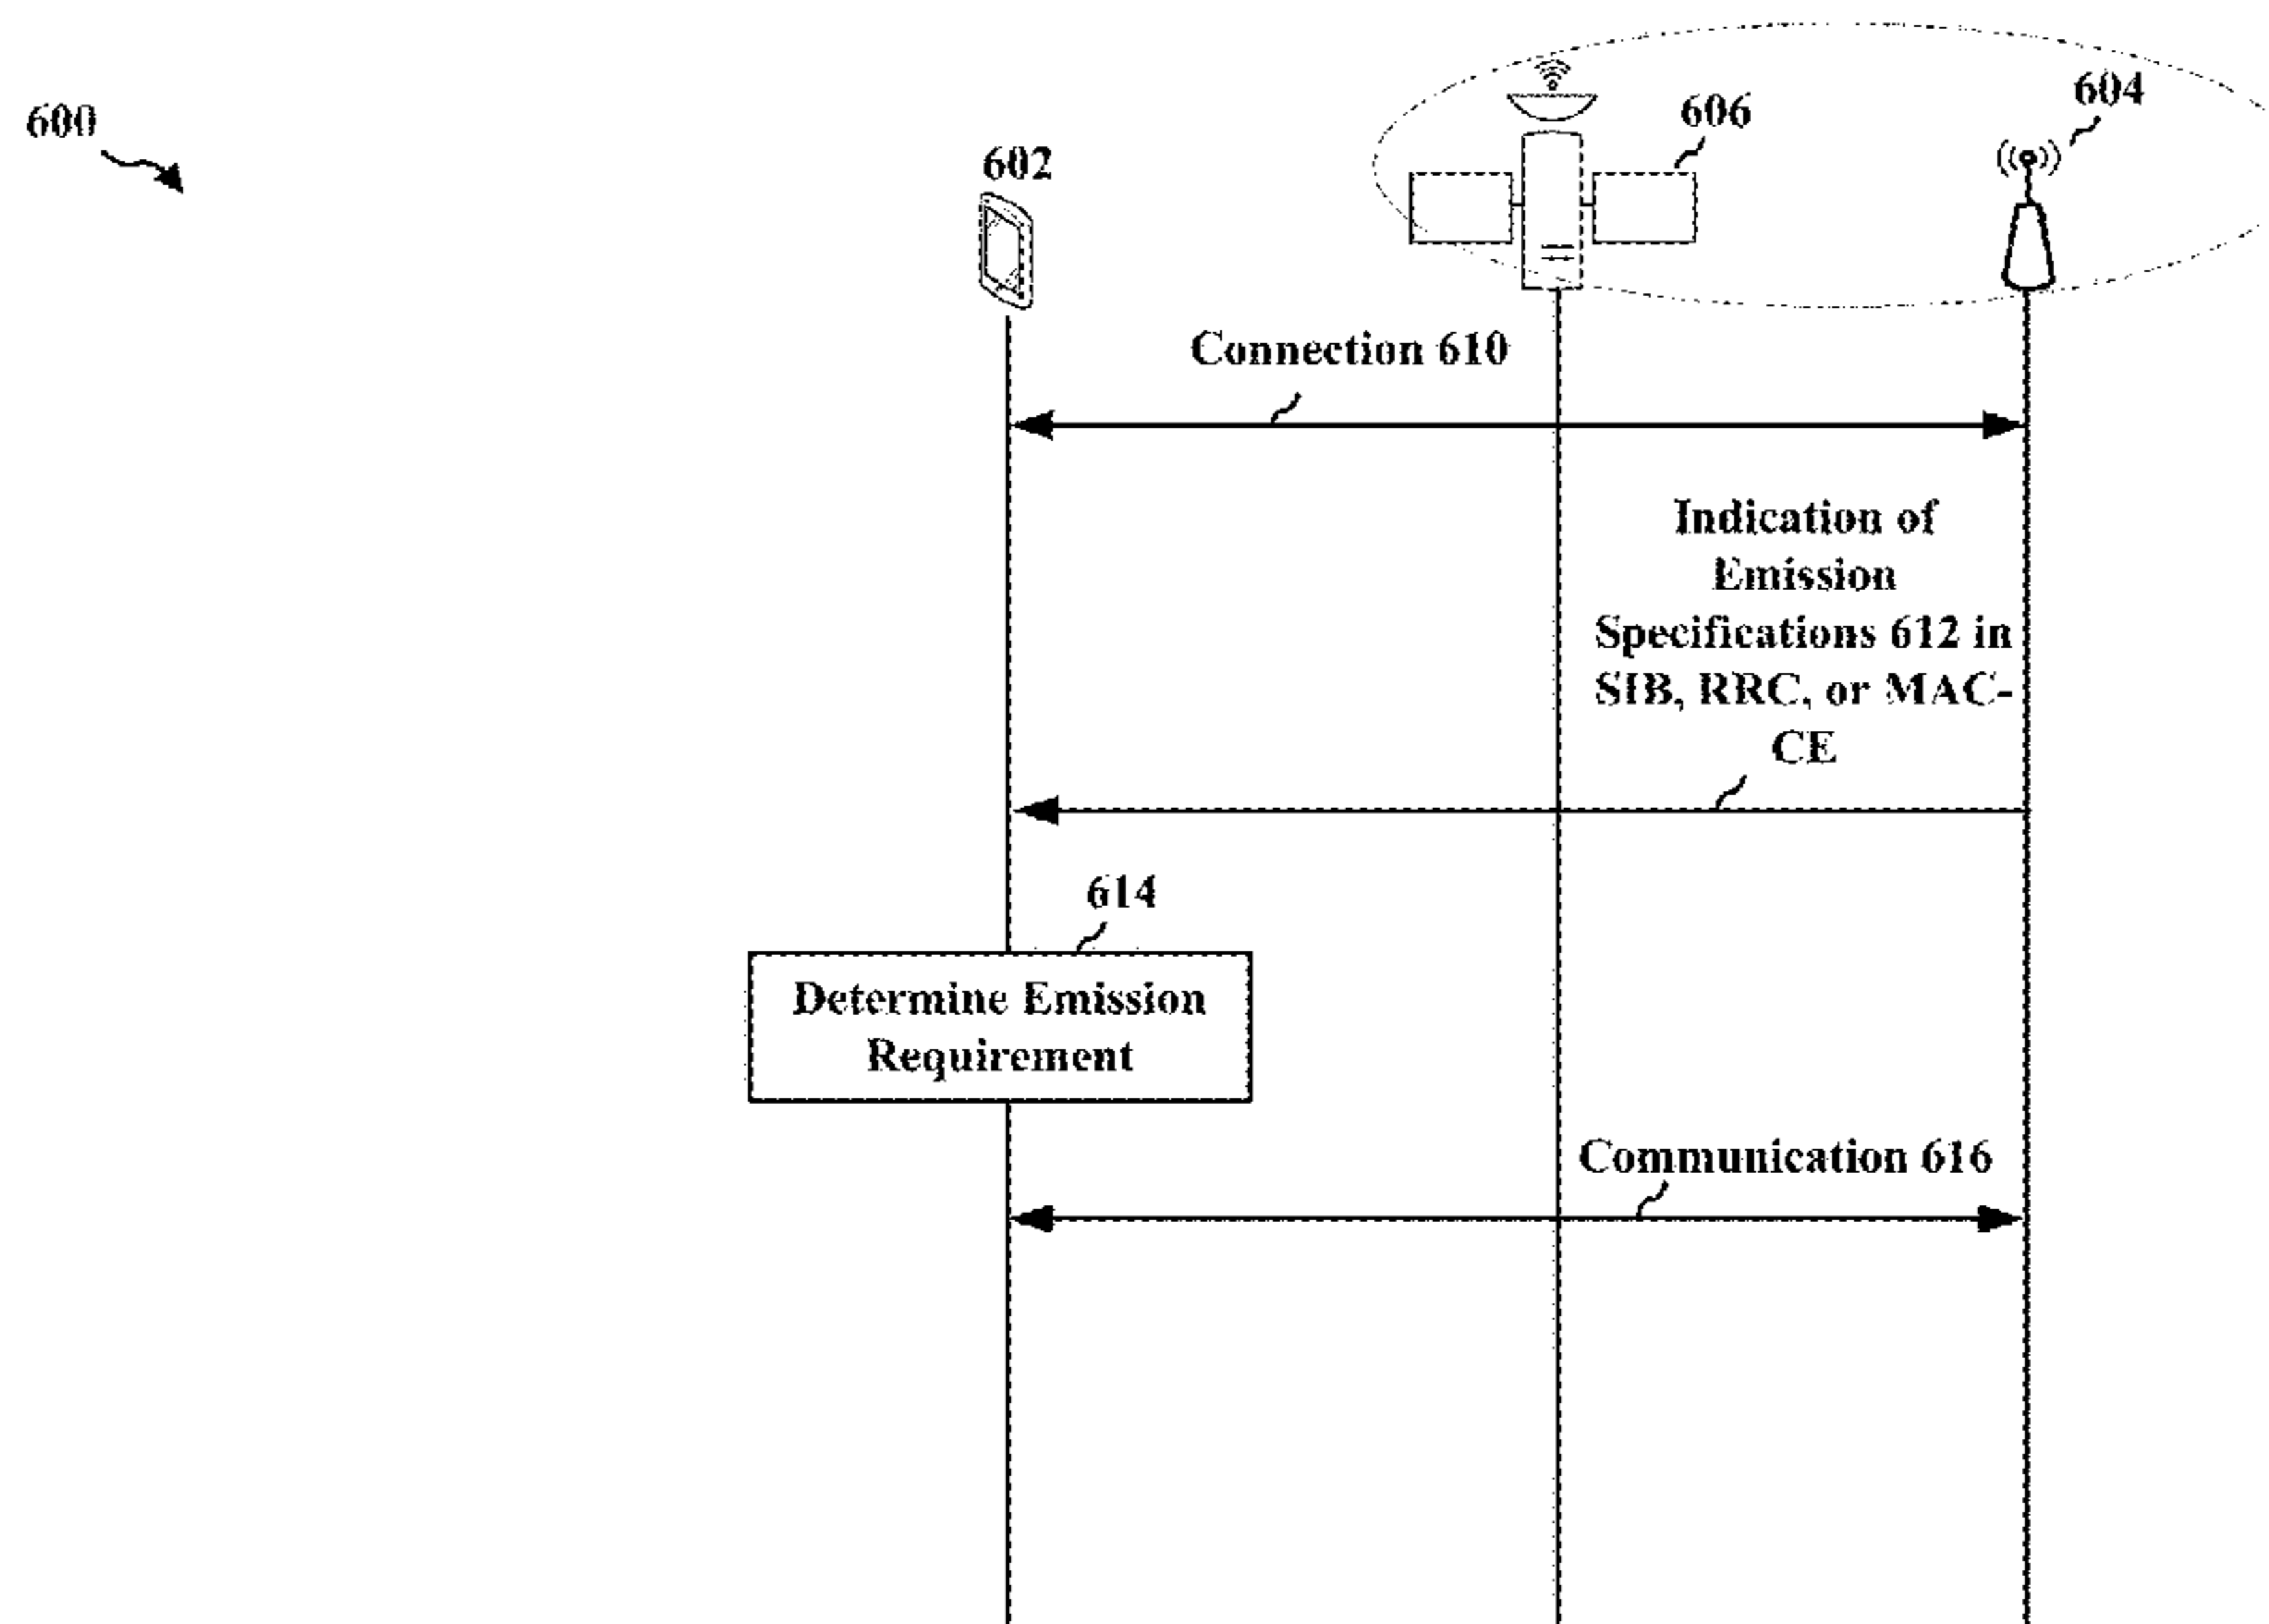 600
602
606
604
Connection 610
Indication of
Emission
Specifications 612 in
SIB, RRC, or MAC-
CE
614
Determine Emission
Requirement
Communication 616